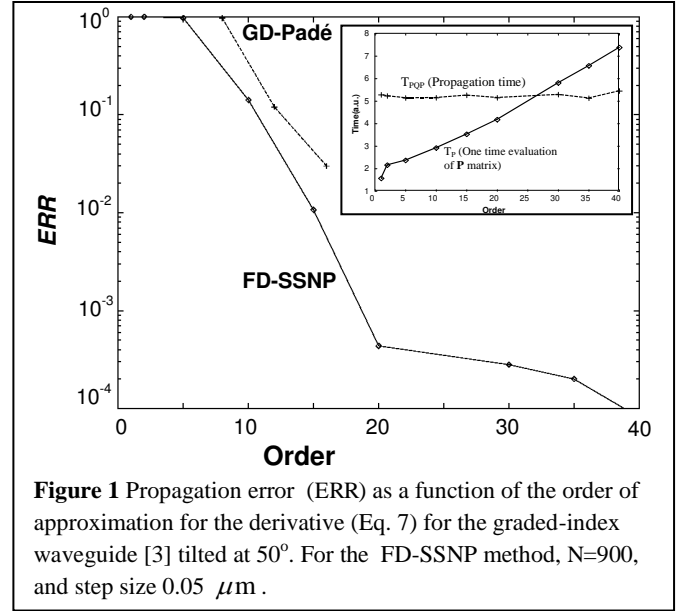 10⁰
10⁻¹
10⁻²
10⁻³
10⁻⁴
ERR
GD-Padé
FD-SSNP
8
7
6
5
4
3
2
1
Time(a.u.)
T_PQP (Propagation time)
T_P (One time evaluation
of P matrix)
0 5 10 15 20 25 30 35 40
Order
0 10 20 30 40
Order
Figure 1 Propagation error (ERR) as a function of the order of
approximation for the derivative (Eq. 7) for the graded-index
waveguide [3] tilted at 50°. For the FD-SSNP method, N=900,
and step size 0.05 μm.